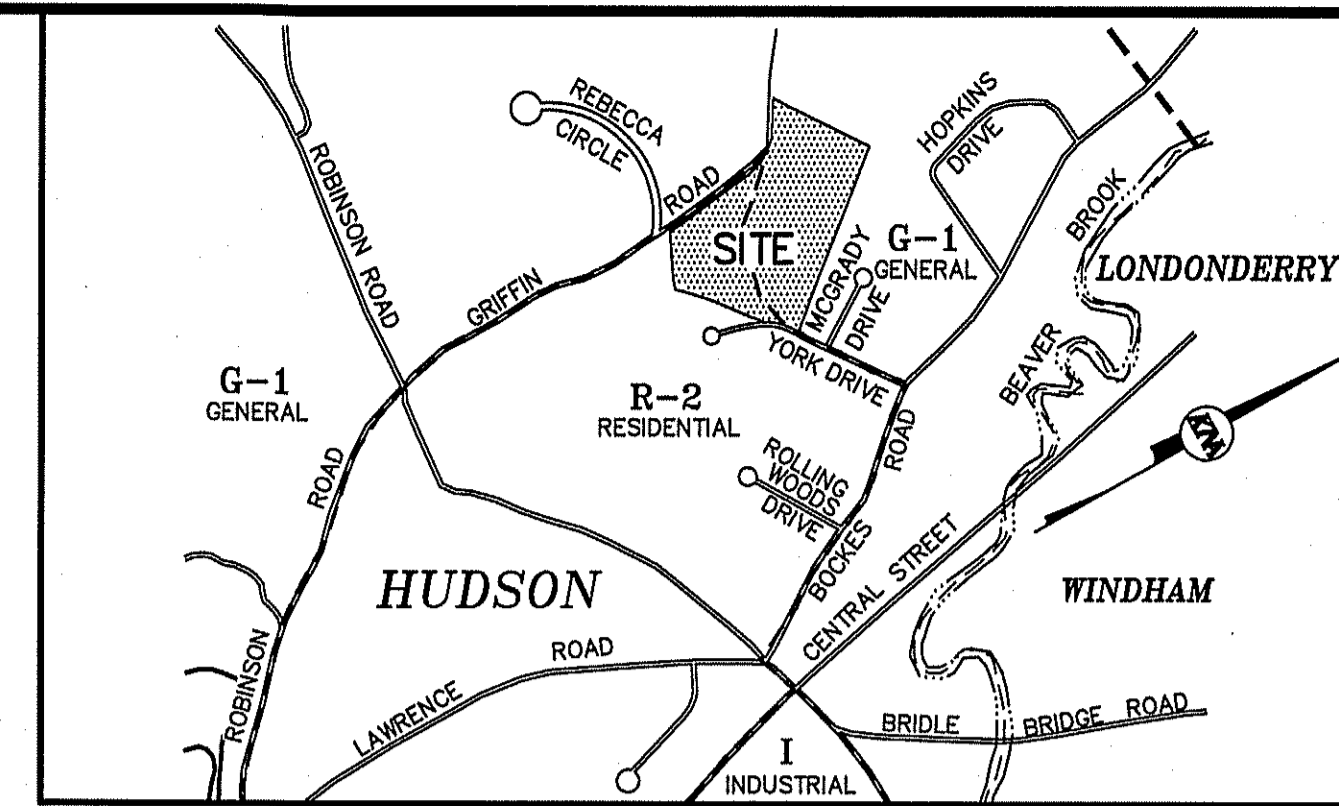 REBECCA
CIRCLE
HOPKINS
DRIVE
ROBINSON ROAD
ROAD
BROOK
SITE
MCGRADY
DRIVE
G-1
GENERAL
LONDONDERRY
GRIFFIN
YORK DRIVE
BEAVER
G-1
GENERAL
R-2
RESIDENTIAL
ROAD
KNA
ROLLING
WOODS
DRIVE
ROAD
BOCKES
CENTRAL STREET
HUDSON
WINDHAM
ROAD
ROBINSON
LAWRENCE
BRIDLE BRIDGE ROAD
I
INDUSTRIAL